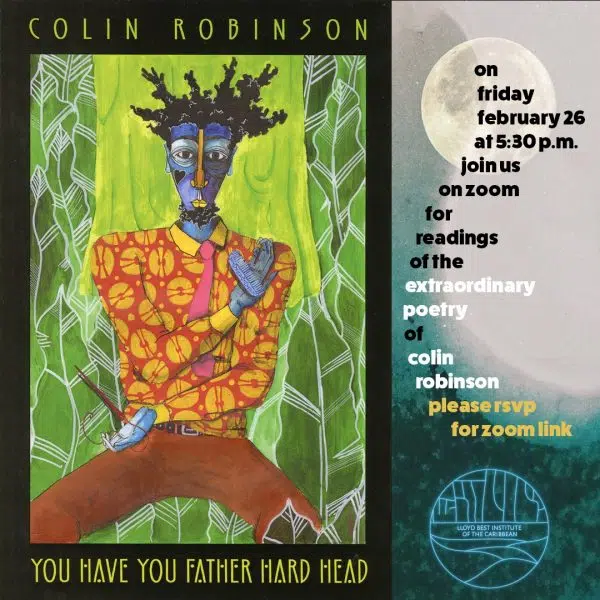 COLIN ROBINSON
YOU HAVE YOU FATHER HARD HEAD
on
friday
february 26
at 5:30 p.m.
join us
on zoom
for
readings
of the
extraordinary
poetry
of
colin
robinson
please rsvp
for zoom link
LLOYD BEST INSTITUTE
OF THE CARIBBEAN